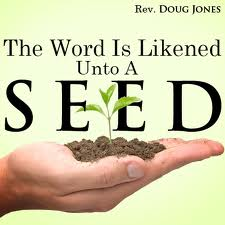 Rev. DOUG JONES
The Word Is Likened
Unto A
SEED